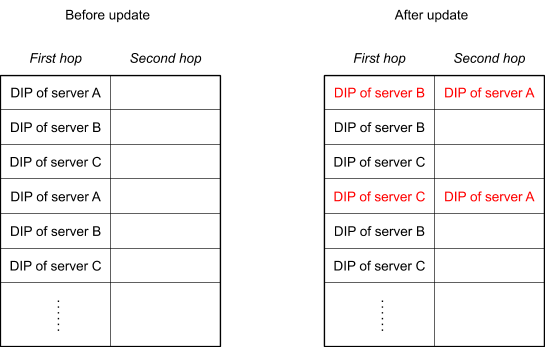 Before update
After update
First hop Second hop
First hop Second hop
DIP of server A
DIP of server B
DIP of server C
DIP of server A
DIP of server B
DIP of server C
DIP of server B DIP of server A
DIP of server B
DIP of server C
DIP of server C DIP of server A
DIP of server B
DIP of server C